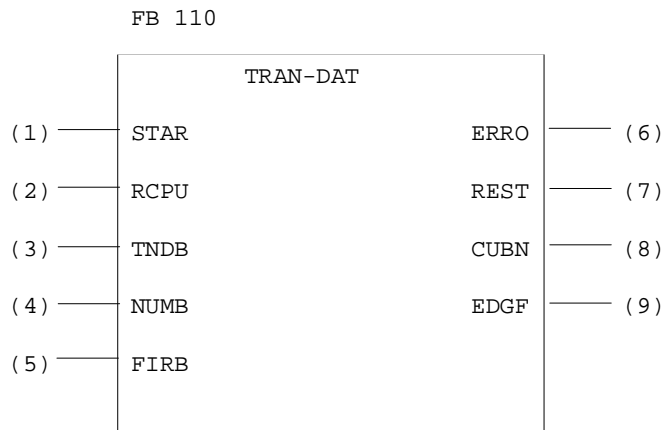 FB 110
TRAN-DAT
(1) STAR ERRO (6)
(2) RCPU REST (7)
(3) TNDB CUBN (8)
(4) NUMB EDGF (9)
(5) FIRB